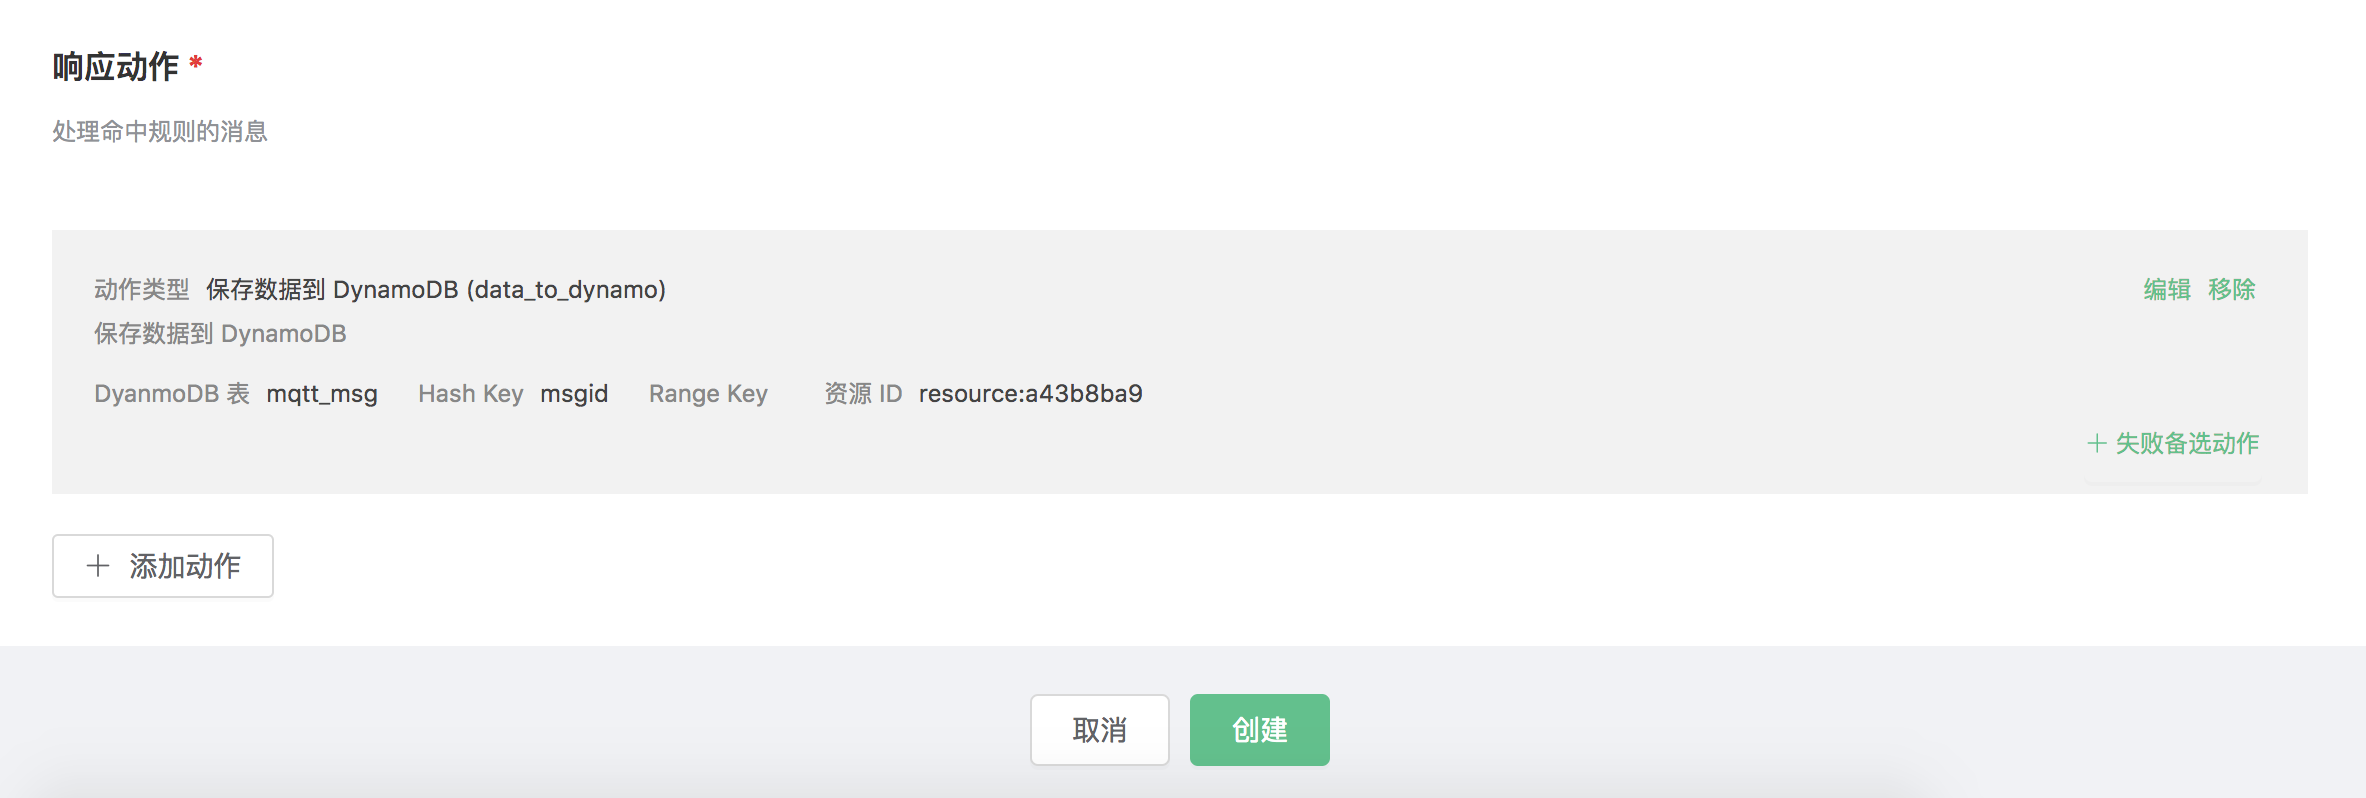 响应动作 *
处理命中规则的消息
动作类型 保存数据到 DynamoDB (data_to_dynamo) 编辑 移除
保存数据到 DynamoDB
DyanmoDB 表 mqtt_msg Hash Key msgid Range Key 资源 ID resource:a43b8ba9
+ 失败备选动作
+ 添加动作
取消 创建